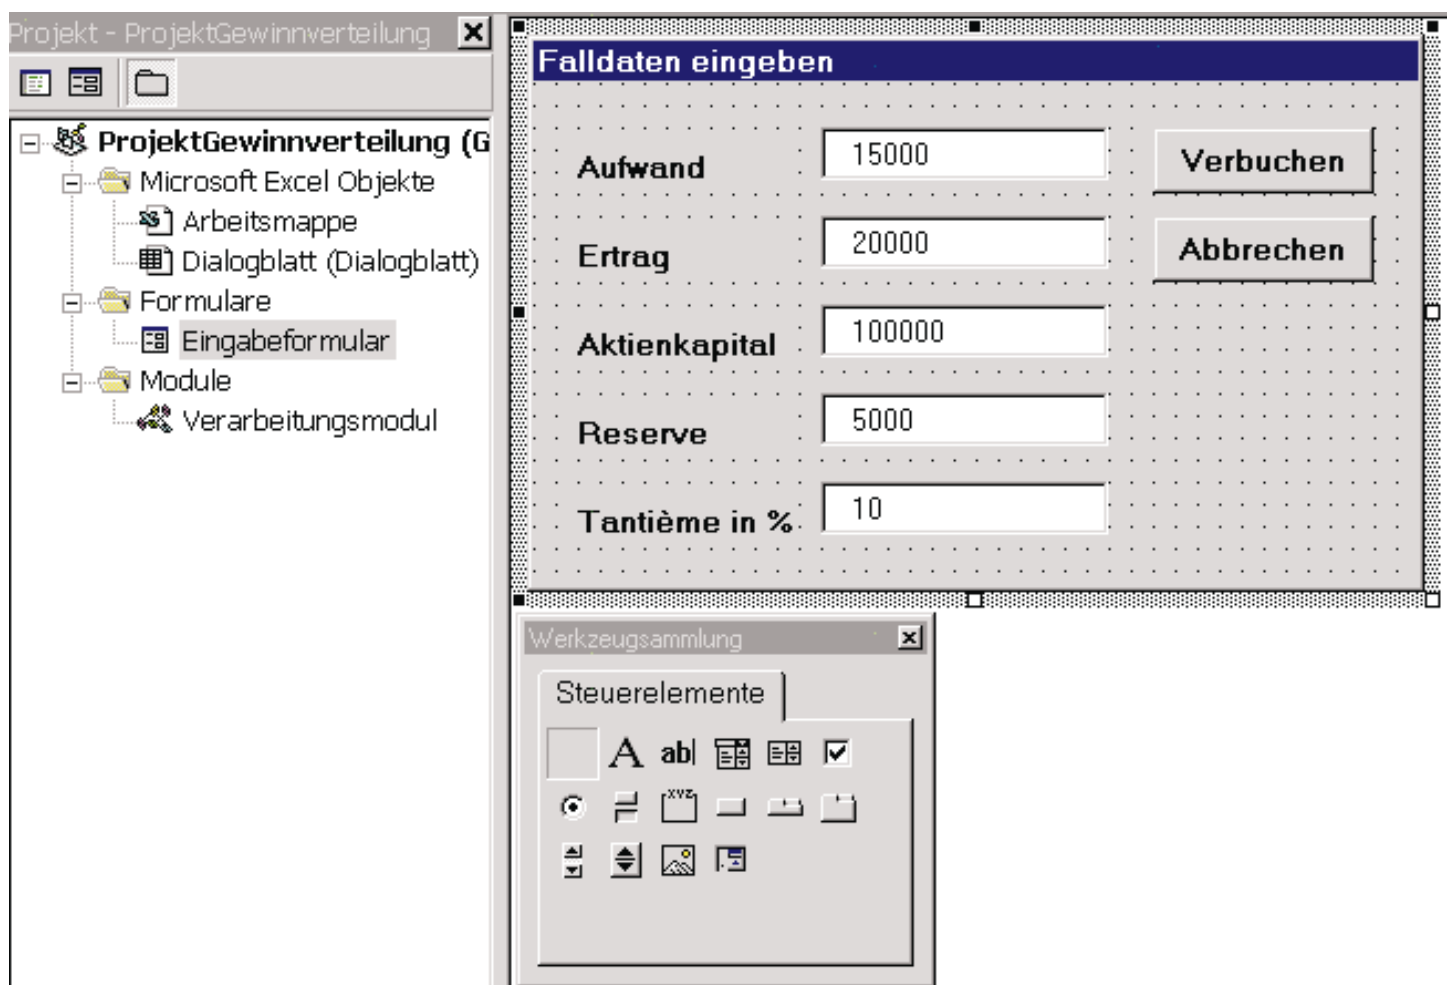 Projekt - ProjektGewinnverteilung
ProjektGewinnverteilung (G
Microsoft Excel Objekte
Arbeitsmappe
Dialogblatt (Dialogblatt)
Formulare
Eingabeformular
Module
Verarbeitungsmodul
Falldaten eingeben
Aufwand 15000 Verbuchen
Ertrag 20000 Abbrechen
Aktienkapital 100000
Reserve 5000
Tantième in % 10
Werkzeugsammlung
Steuerelemente
A ab|
xyz